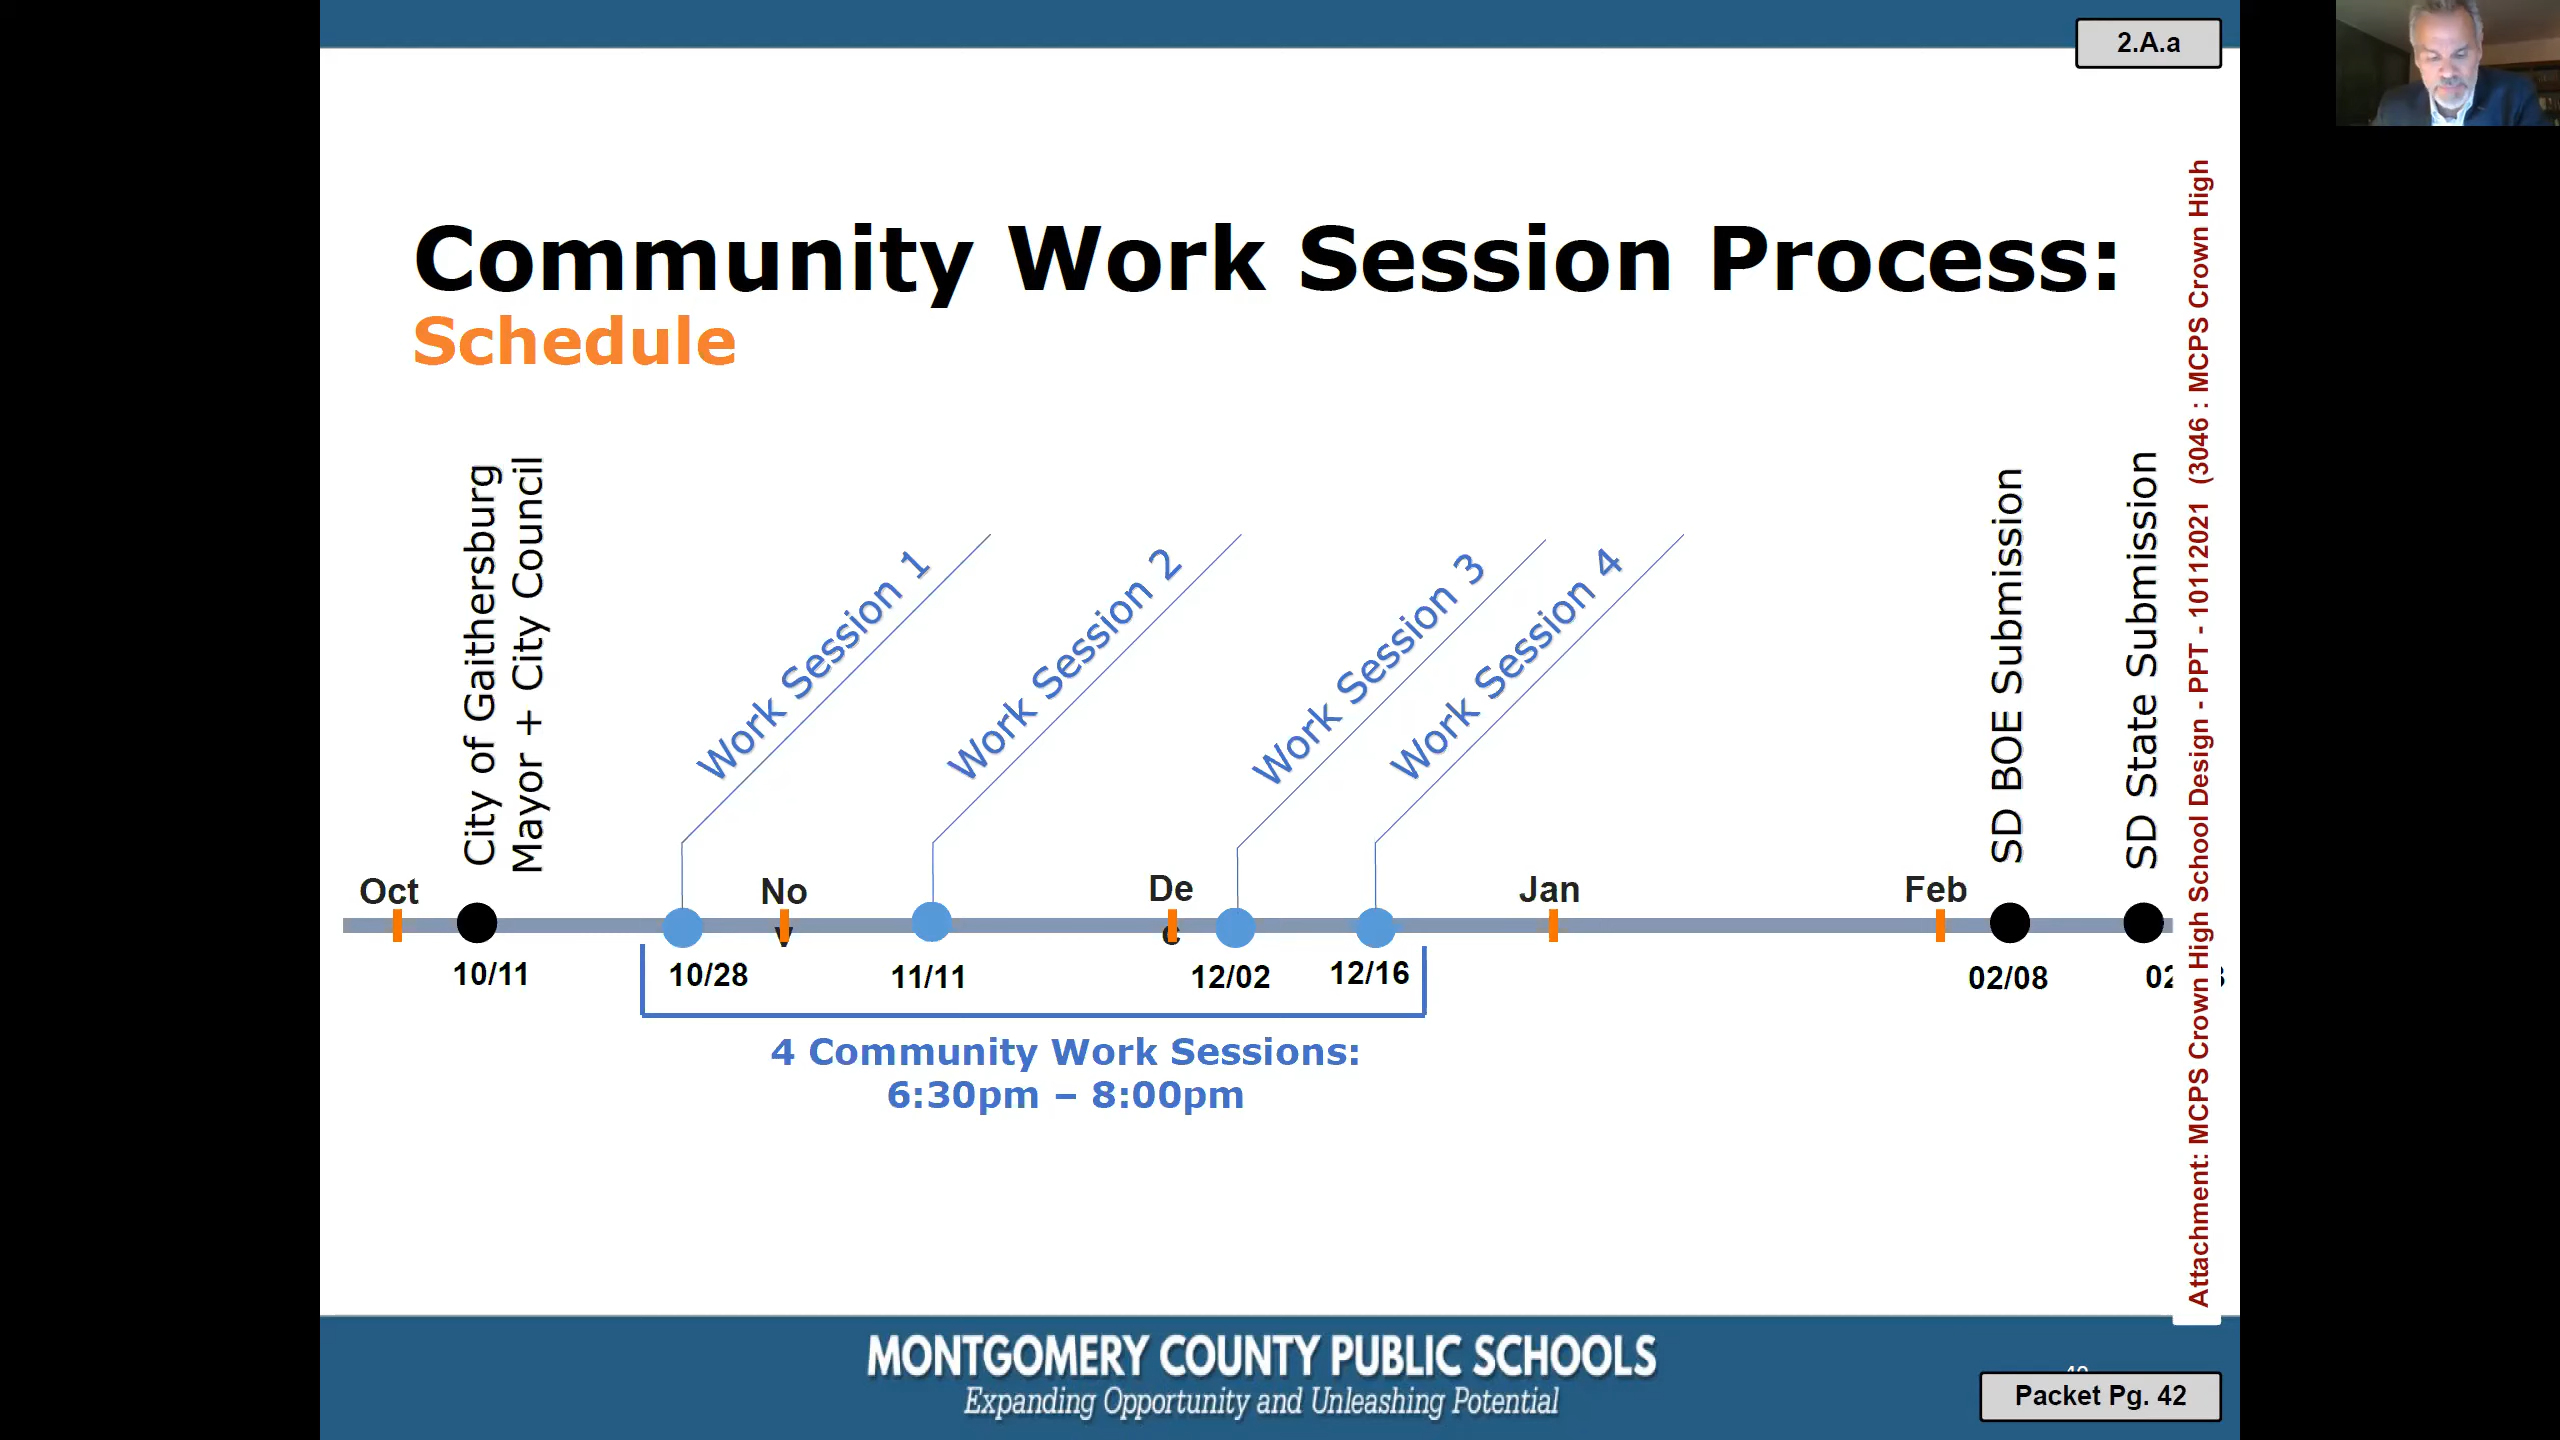 2.A.a
Community Work Session Process:
Schedule
City of Gaithersburg
Mayor + City Council
Work Session 1
Work Session 2
Work Session 3
Work Session 4
SD BOE Submission
SD State Submission
Oct
Nov
Dec
Jan
Feb
10/11
10/28
11/11
12/02
12/16
02/08
4 Community Work Sessions:
6:30pm – 8:00pm
Attachment: MCPS Crown High School Design - PPT - 10112021 (3046 : MCPS Crown High
MONTGOMERY COUNTY PUBLIC SCHOOLS
Expanding Opportunity and Unleashing Potential
Packet Pg. 42